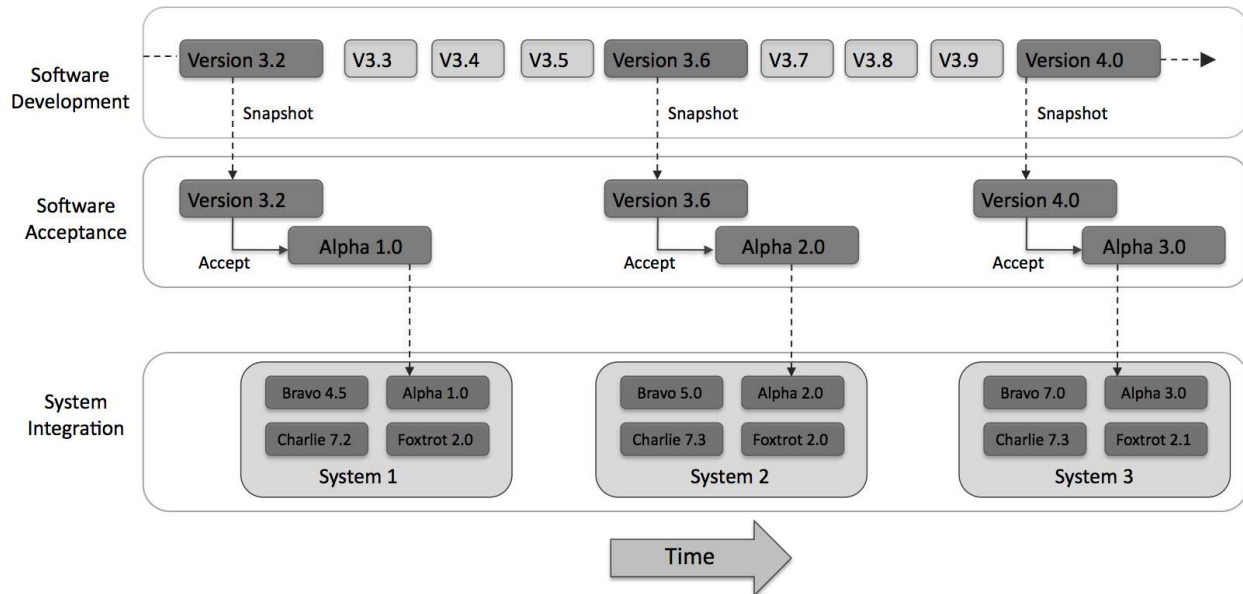 Software
Development
Version 3.2
V3.3
V3.4
V3.5
Version 3.6
V3.7
V3.8
V3.9
Version 4.0
Snapshot
Snapshot
Snapshot
Software
Acceptance
Version 3.2
Version 3.6
Version 4.0
Accept
Alpha 1.0
Accept
Alpha 2.0
Accept
Alpha 3.0
System
Integration
Bravo 4.5
Alpha 1.0
Charlie 7.2
Foxtrot 2.0
System 1
Bravo 5.0
Alpha 2.0
Charlie 7.3
Foxtrot 2.0
System 2
Bravo 7.0
Alpha 3.0
Charlie 7.3
Foxtrot 2.1
System 3
Time